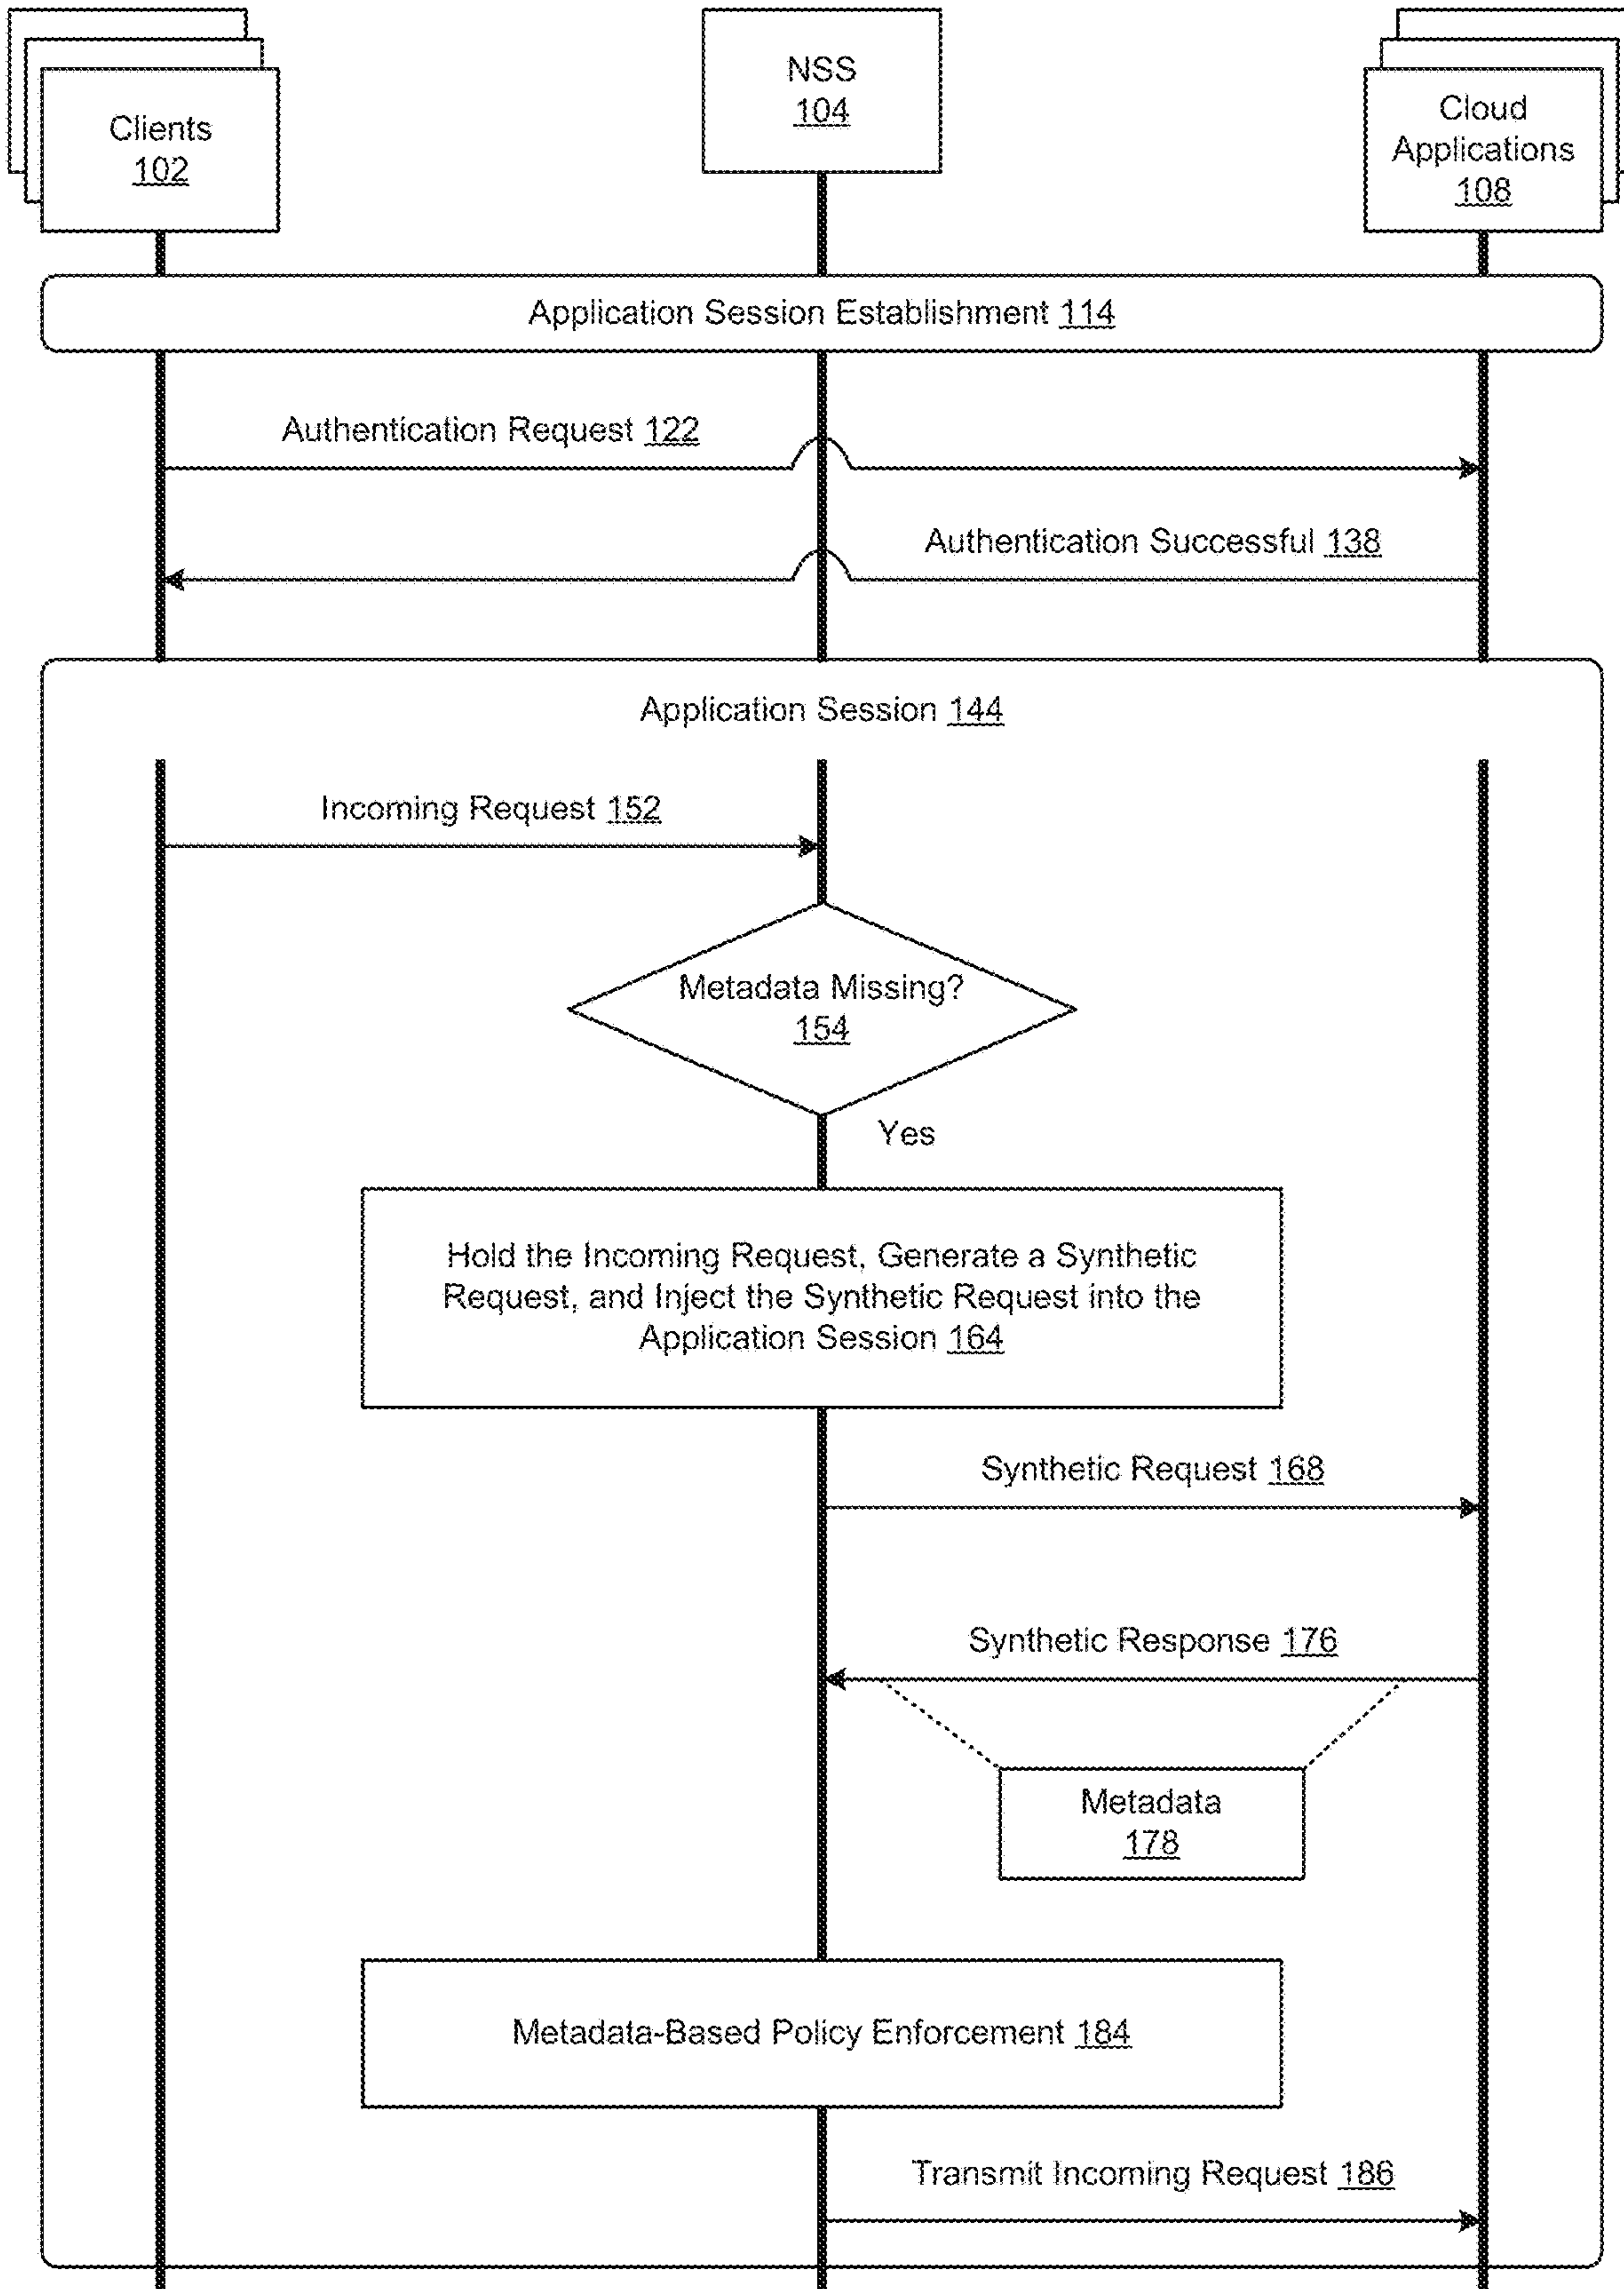 Clients
102
NSS
104
Cloud
Applications
108
Application Session Establishment 114
Authentication Request 122
Authentication Successful 138
Application Session 144
Incoming Request 152
Metadata Missing?
154
Yes
Hold the Incoming Request, Generate a Synthetic
Request, and Inject the Synthetic Request into the
Application Session 164
Synthetic Request 168
Synthetic Response 176
Metadata
178
Metadata-Based Policy Enforcement 184
Transmit Incoming Request 186